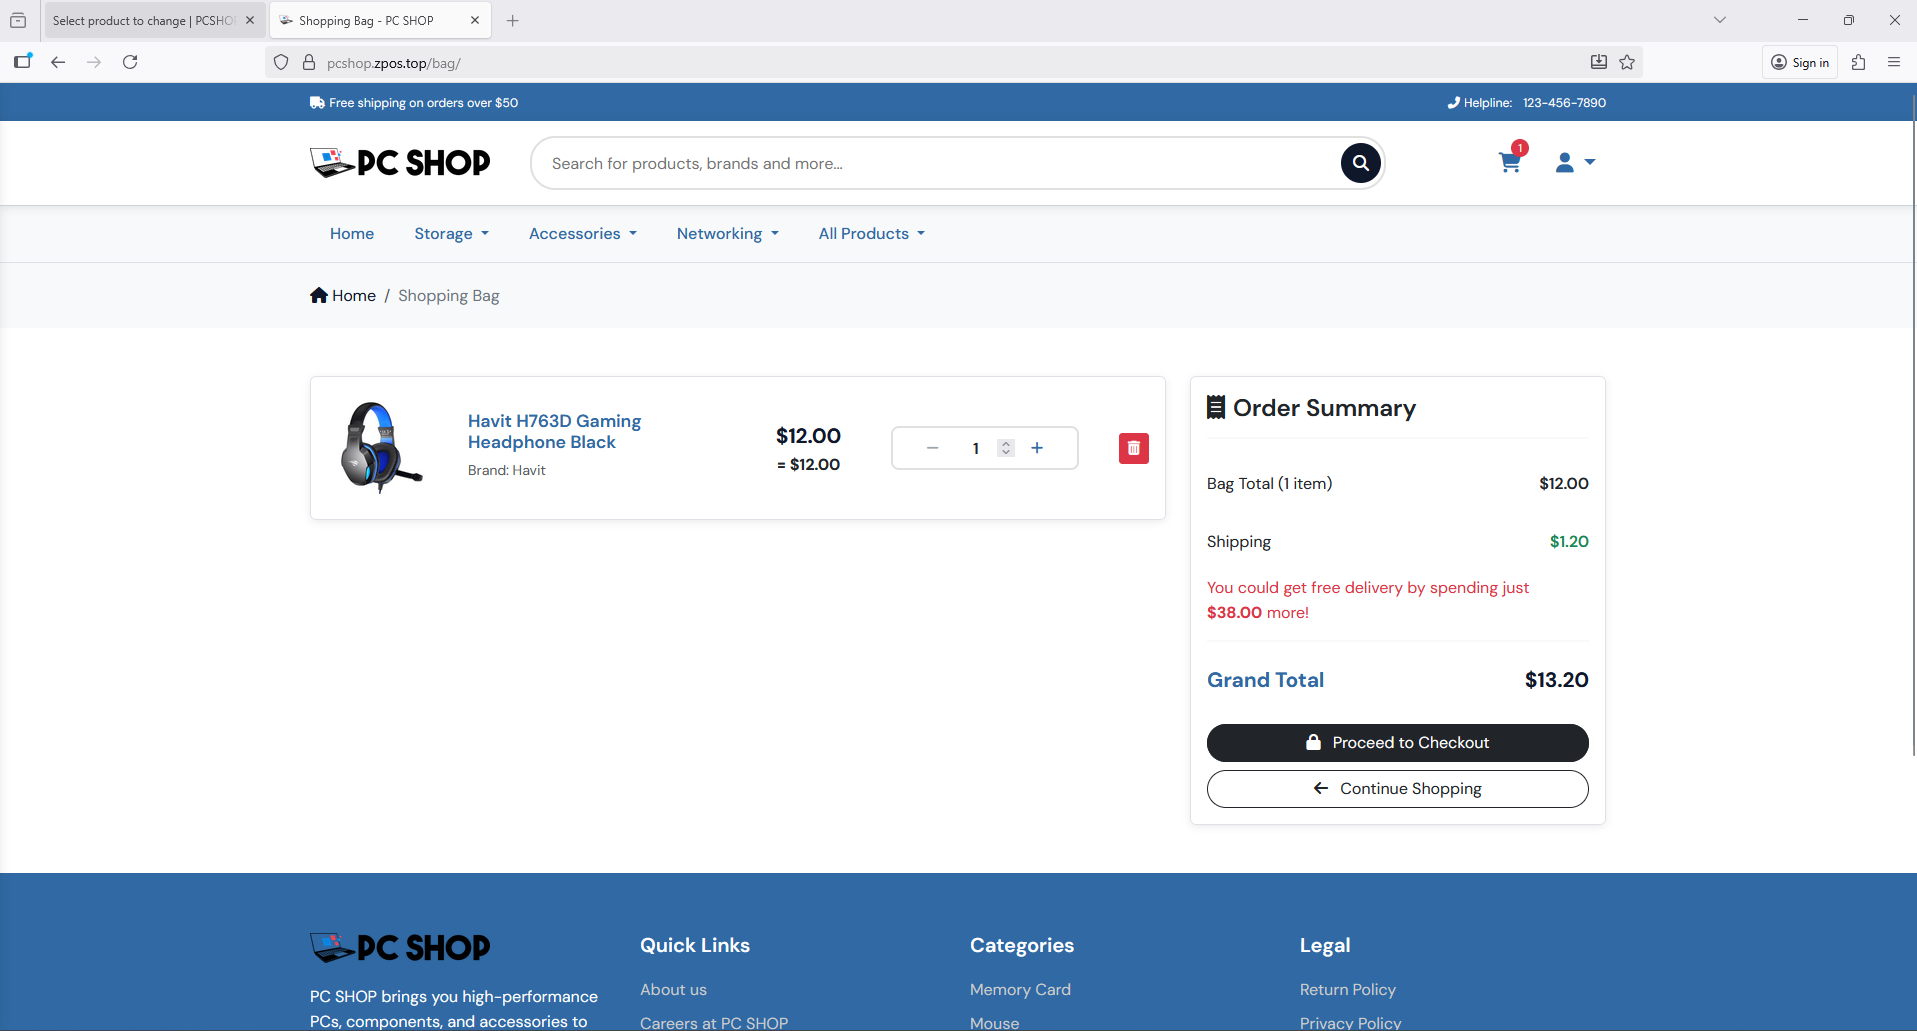 Select product to change | PCSHO
Shopping Bag - PC SHOP
pcshop.zpos.top/bag/
Sign in
Free shipping on orders over $50
Helpline: 123-456-7890
PC SHOP
Search for products, brands and more...
1
Home
Storage
Accessories
Networking
All Products
Home / Shopping Bag
Havit H763D Gaming
Headphone Black
Brand: Havit
$12.00
= $12.00
1
Order Summary
Bag Total (1 item) $12.00
Shipping $1.20
You could get free delivery by spending just
$38.00 more!
Grand Total $13.20
Proceed to Checkout
Continue Shopping
PC SHOP
PC SHOP brings you high-performance
PCs, components, and accessories to
Quick Links
About us
Careers at PC SHOP
Categories
Memory Card
Mouse
Legal
Return Policy
Privacy Policy